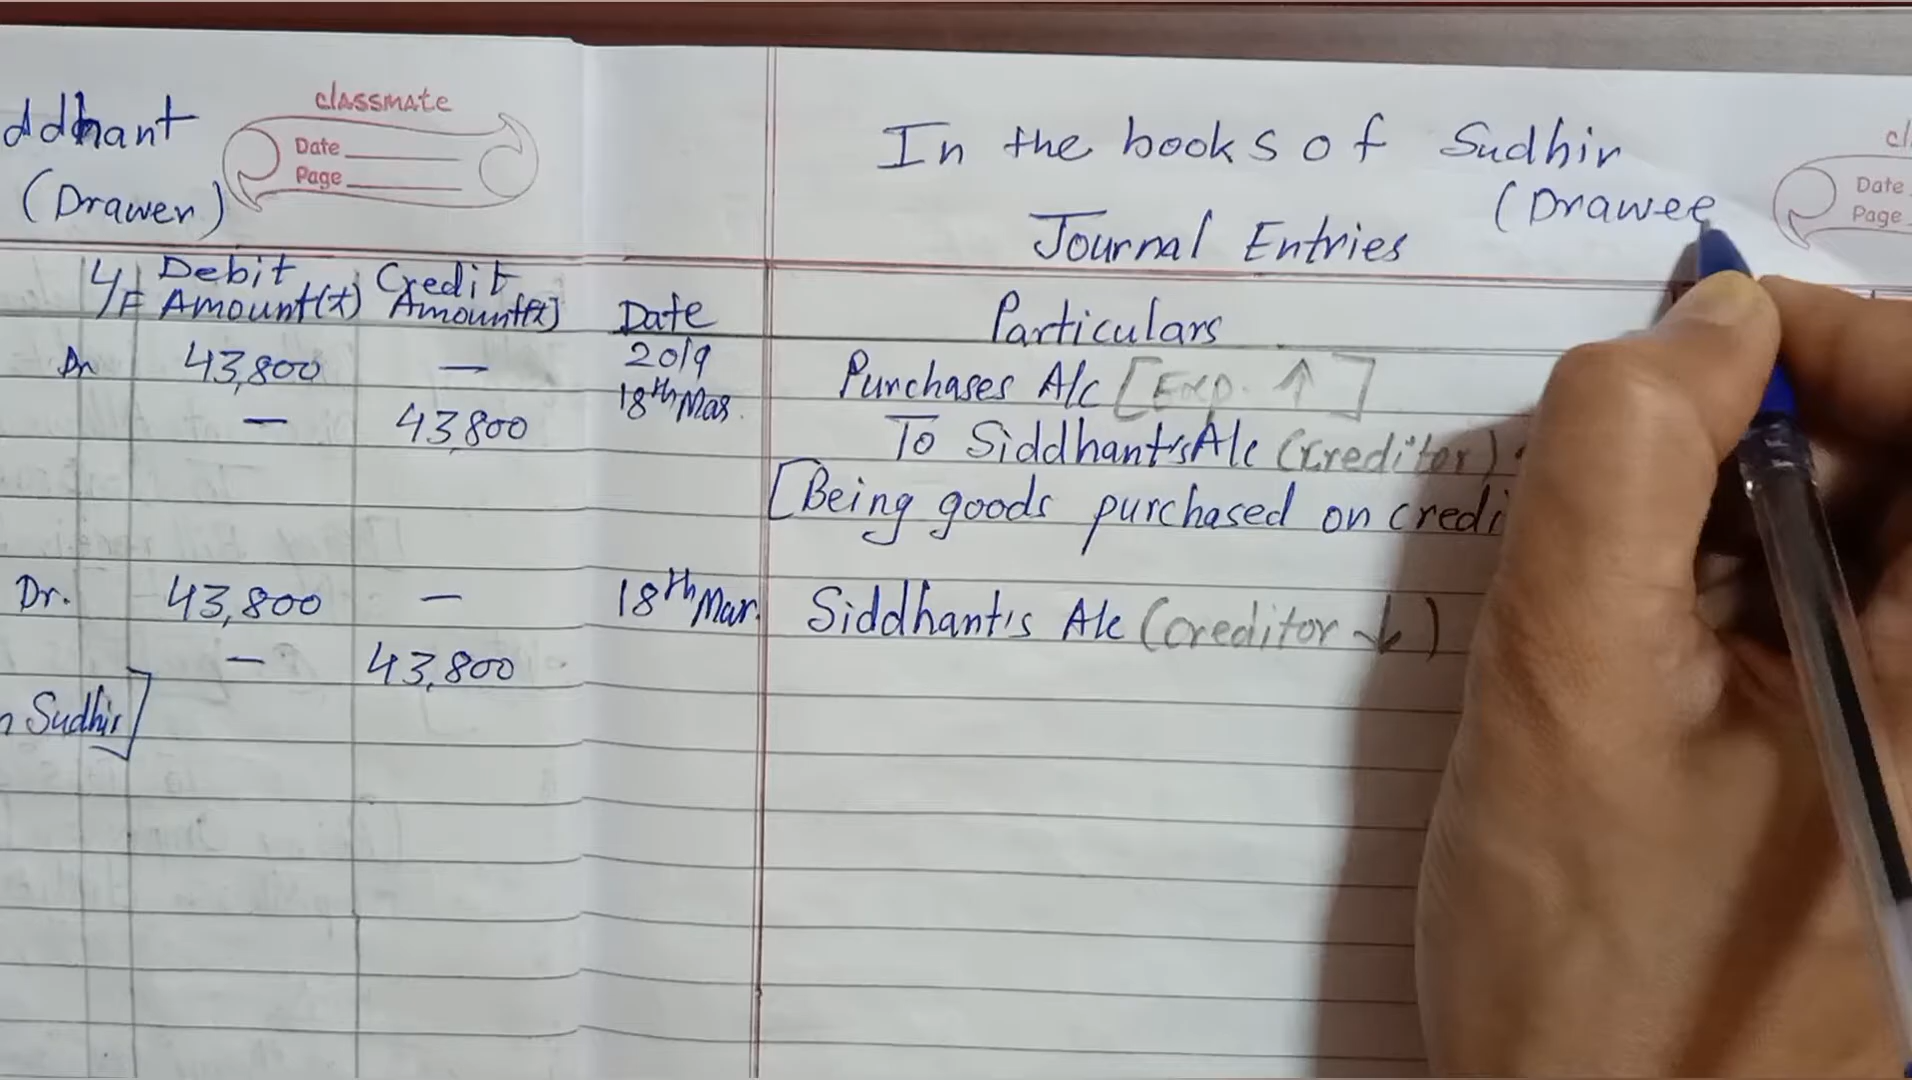 ddhant
(Drawer)
classmate
Date
Page
L/F Debit Amount(₹) Credit Amount(₹)
Dr 43,800 —
— 43,800
Dr. 43,800 —
— 43,800
n Sudhir]
In the books of Sudhir
(Drawee
Journal Entries
cl
Date
Page
Date Particulars
2019
18th Mar. Purchases A/c [Exp. ↑]
To Siddhant's A/c (Creditor)
[Being goods purchased on credi
18th Mar. Siddhant's A/c (Creditor ↓)